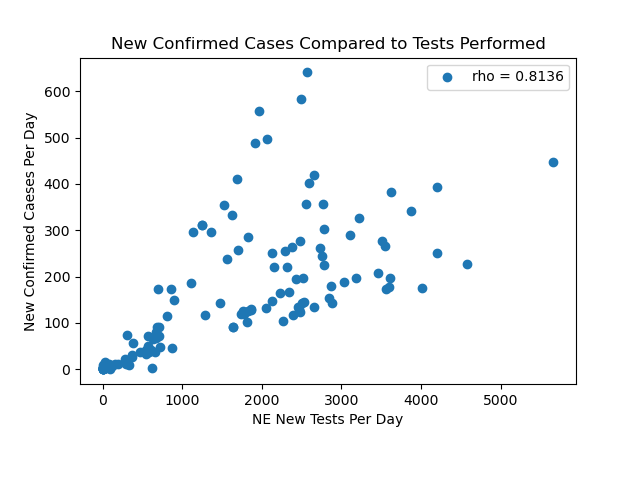 New Confirmed Cases Compared to Tests Performed
rho = 0.8136
600
500
400
300
200
100
0
New Confirmed Caeses Per Day
0 1000 2000 3000 4000 5000
NE New Tests Per Day